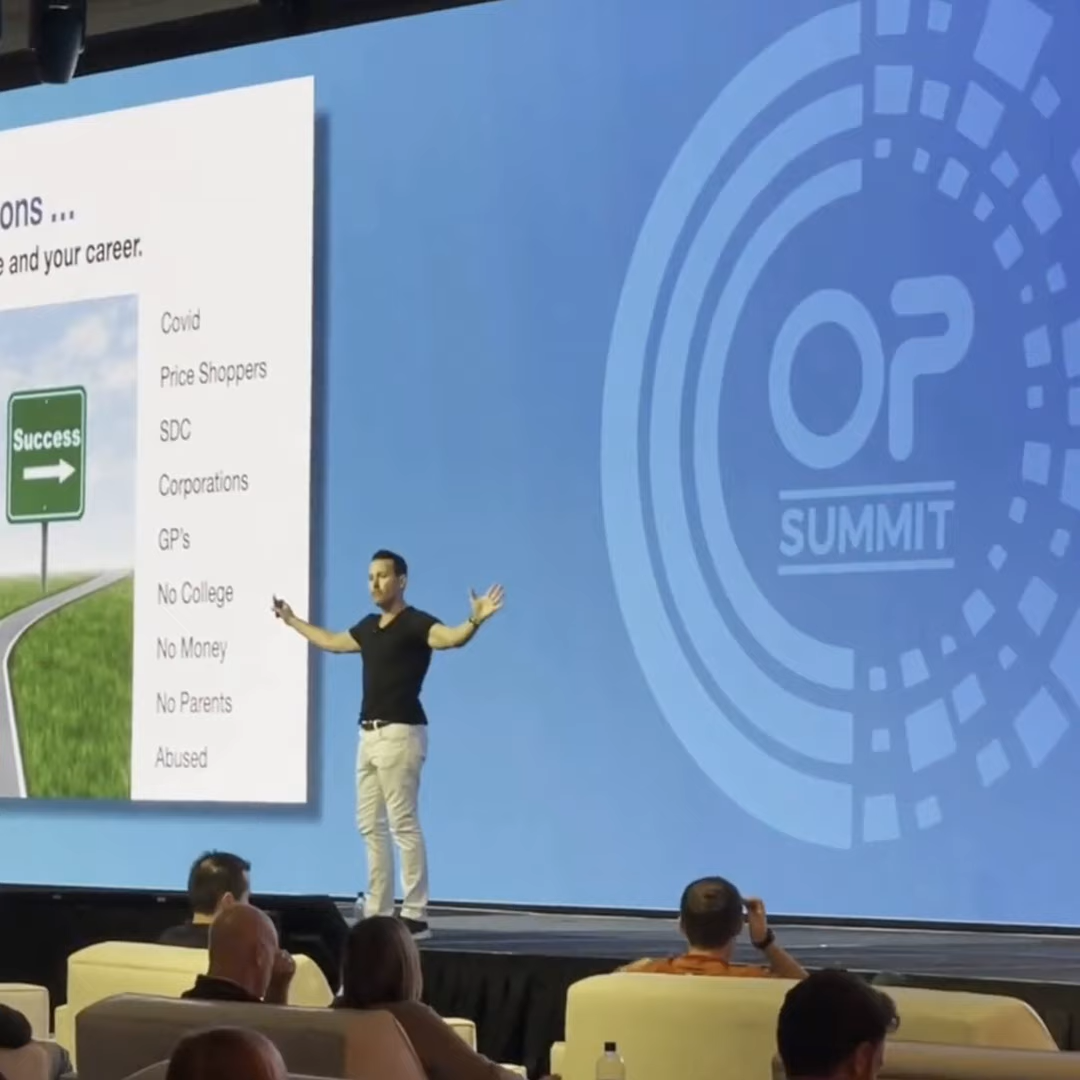 ons ...
e and your career.
Success
Covid
Price Shoppers
SDC
Corporations
GP's
No College
No Money
No Parents
Abused
OP
SUMMIT